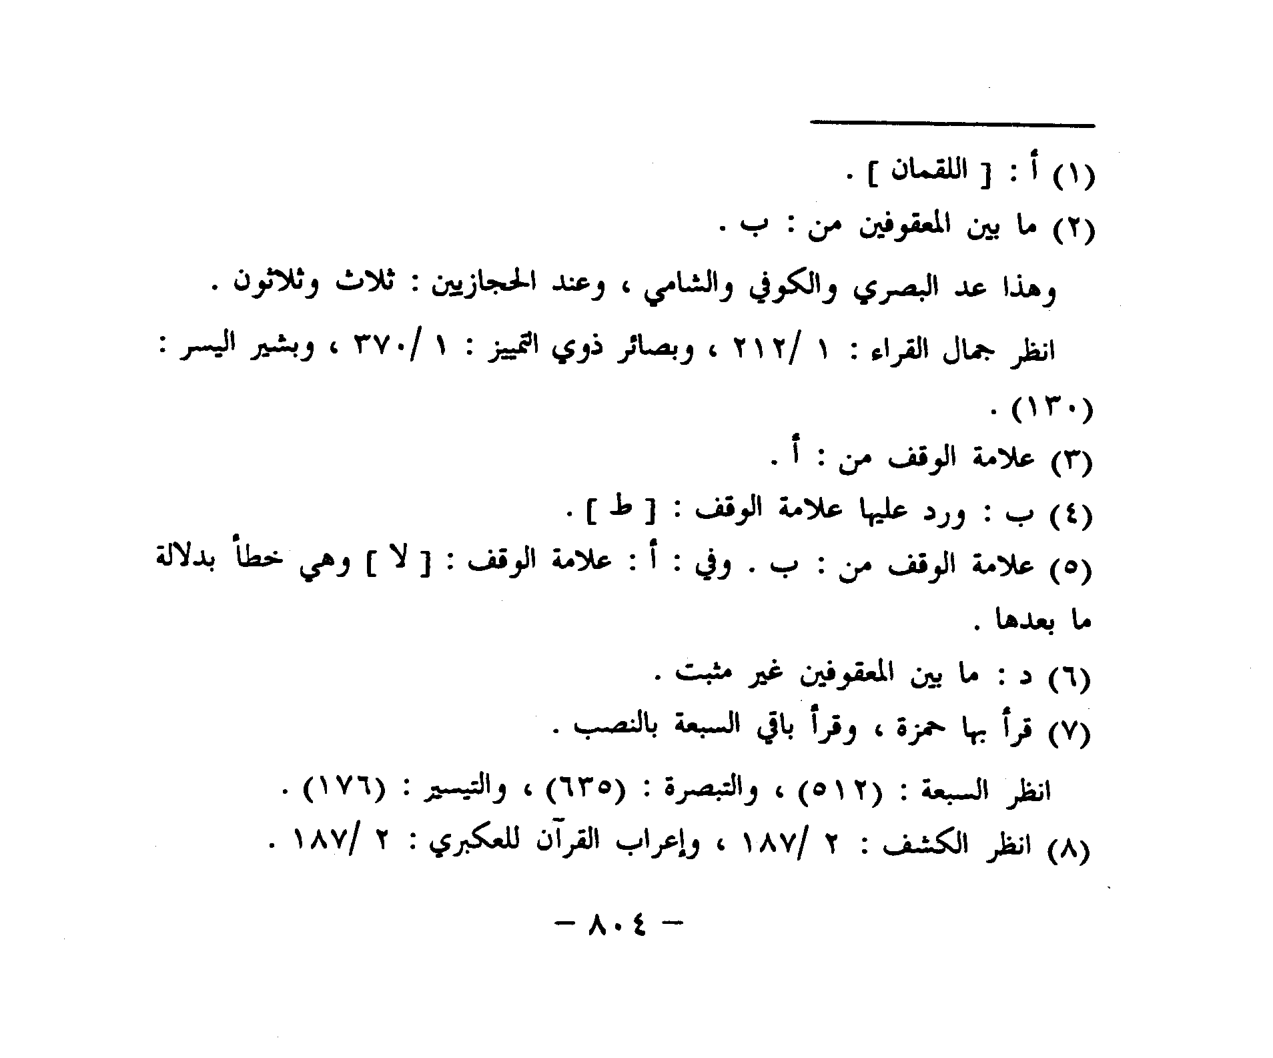 (١) أ : [ اللقمان ] .
(٢) ما بين المعقوفين من : ب .
وهذا عد البصري والكوفي والشامي ، وعند الحجازيين : ثلاث وثلاثون .
انظر جمال القراء : ١ /٢١٢ ، وبصائر ذوي التمييز : ١ /٣٧٠ ، وبشير اليسر :
(١٣٠) .
(٣) علامة الوقف من : أ .
(٤) ب : ورد عليها علامة الوقف : [ ط ] .
(٥) علامة الوقف من : ب . وفي : أ : علامة الوقف : [ لا ] وهي خطأ بدلالة
ما بعدها .
(٦) د : ما بين المعقوفين غير مثبت .
(٧) قرأ بها حمزة ، وقرأ باقي السبعة بالنصب .
انظر السبعة : (٥١٢) ، والتبصرة : (٦٣٥) ، والتيسير : (١٧٦) .
(٨) انظر الكشف : ٢ /١٨٧ ، وإعراب القرآن للعكبري : ٢ /١٨٧ .
– ٨٠٤ –